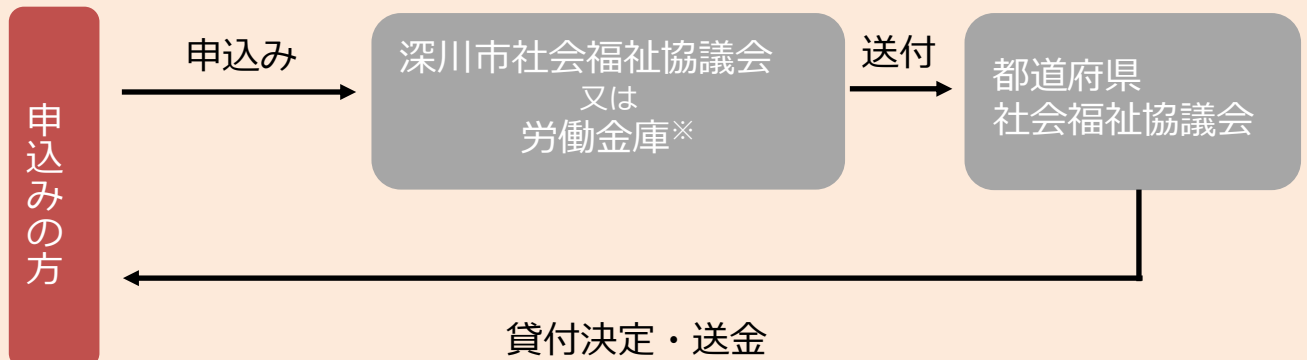 申込みの方
申込み
深川市社会福祉協議会
又は
労働金庫※
送付
都道府県
社会福祉協議会
貸付決定・送金